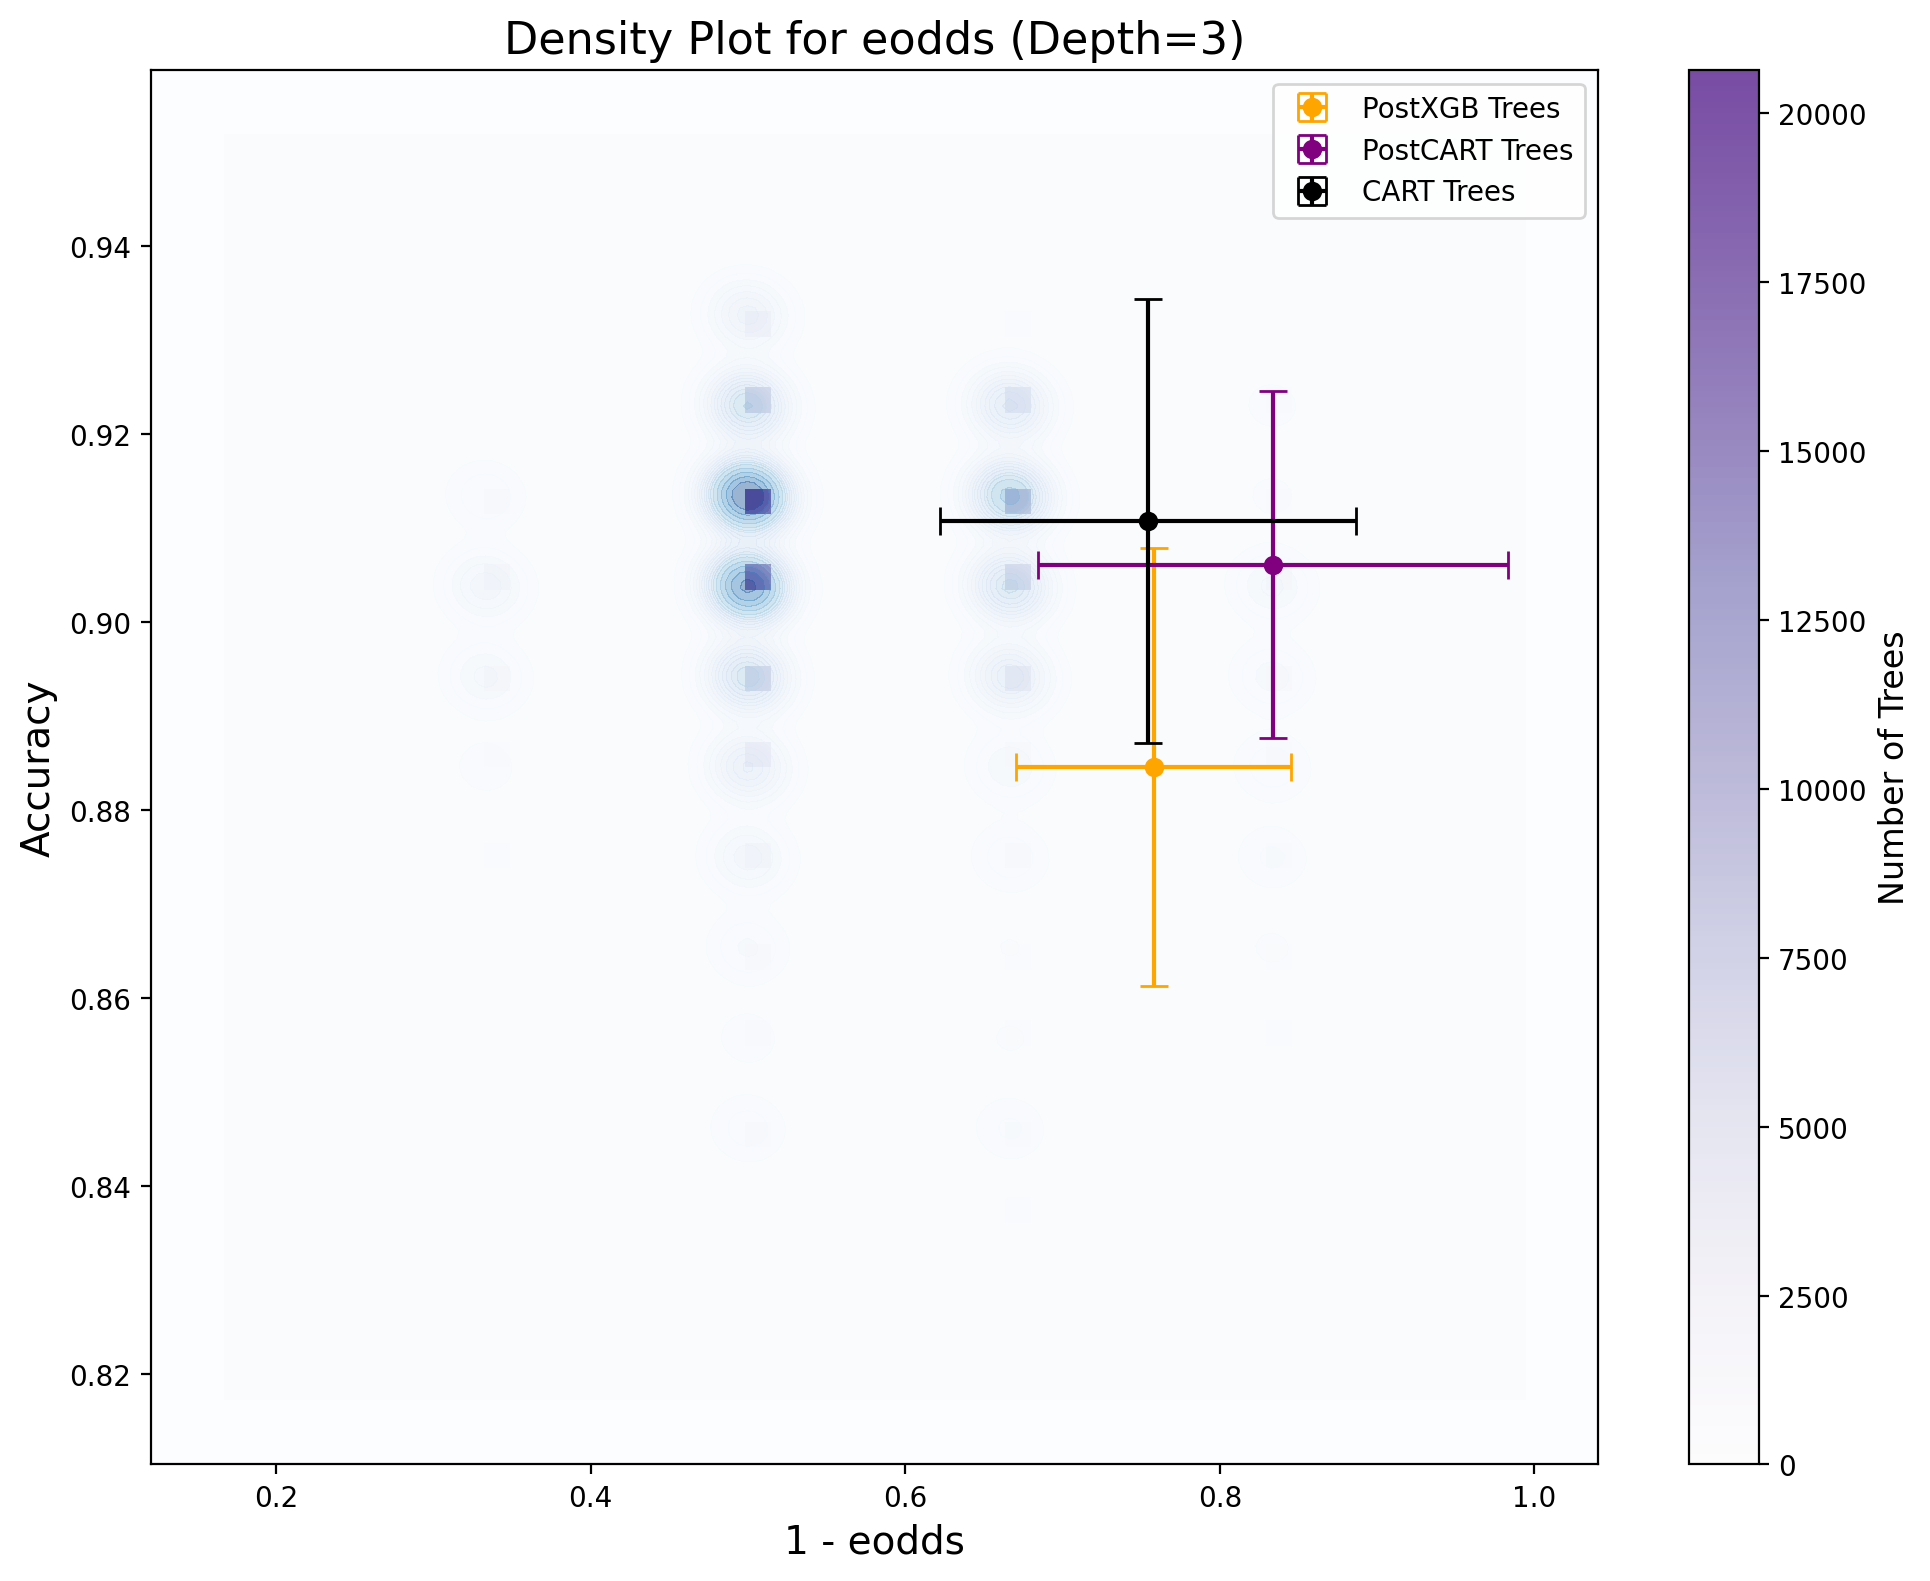 Density Plot for eodds (Depth=3)
PostXGB Trees
PostCART Trees
CART Trees
Accuracy
0.94
0.92
0.90
0.88
0.86
0.84
0.82
0.2 0.4 0.6 0.8 1.0
1 - eodds
20000
17500
15000
12500
10000
7500
5000
2500
0
Number of Trees